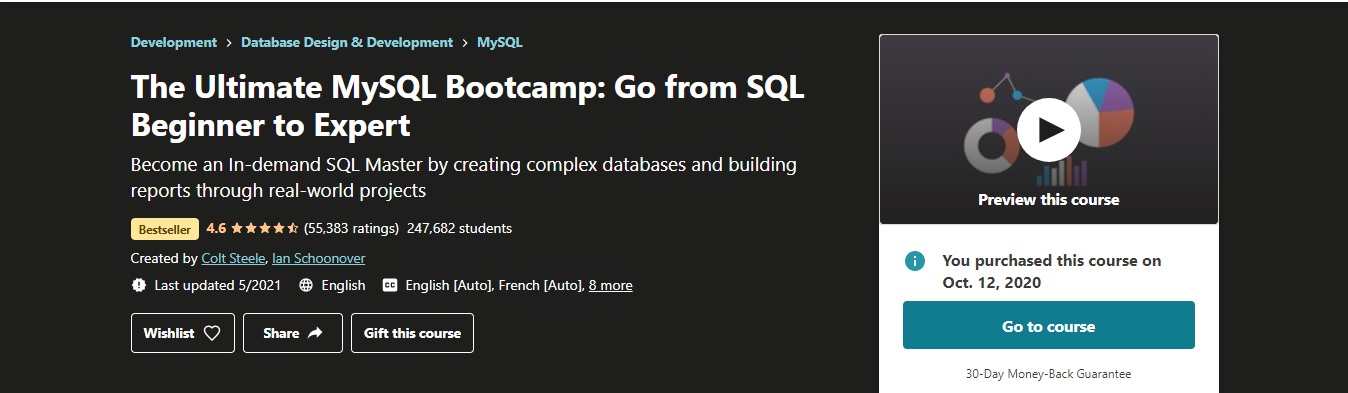 Development > Database Design & Development > MySQL
The Ultimate MySQL Bootcamp: Go from SQL
Beginner to Expert
Become an In-demand SQL Master by creating complex databases and building
reports through real-world projects
Bestseller 4.6 (55,383 ratings) 247,682 students
Created by Colt Steele, Ian Schoonover
Last updated 5/2021 English CC English [Auto], French [Auto], 8 more
Wishlist Share Gift this course
Preview this course
You purchased this course on
Oct. 12, 2020
Go to course
30-Day Money-Back Guarantee